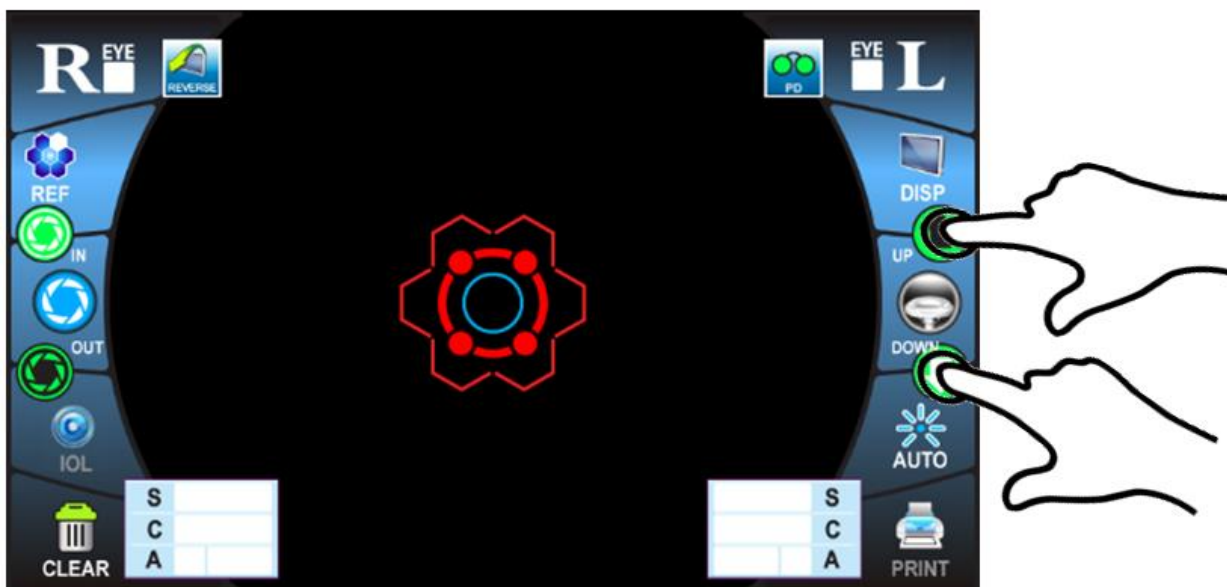 R EYE
REVERSE
PD
EYE L
REF
DISP
IN
UP
OUT
DOWN
IOL
AUTO
S
S
C
C
A
A
CLEAR
PRINT